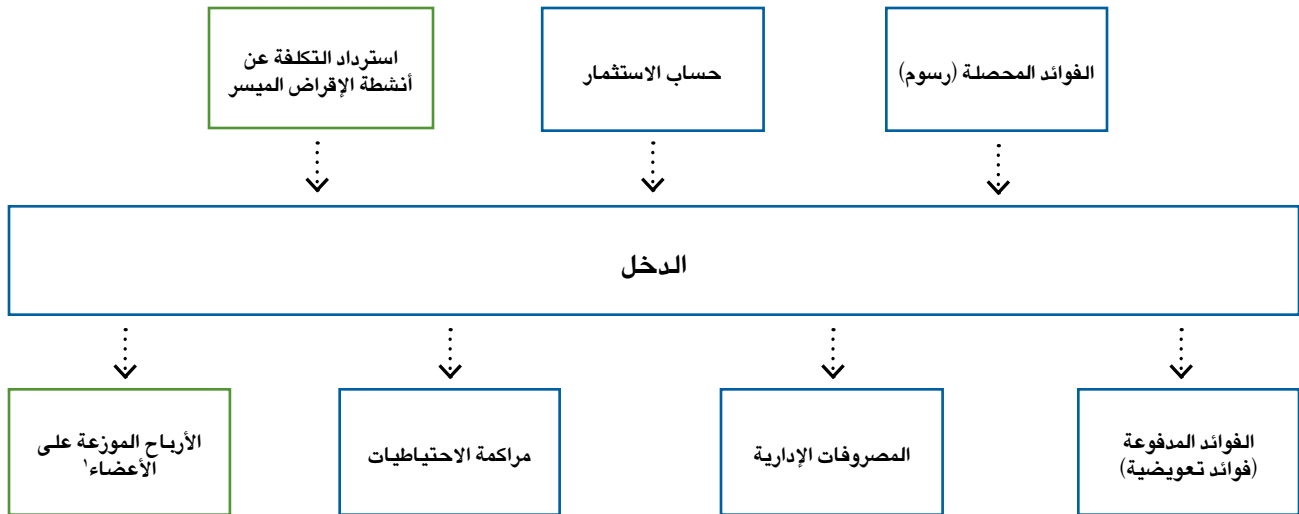 الفوائد المحصلة (رسوم)
حساب الاستثمار
استرداد التكلفة عن
أنشطة الإقراض الميسر
الدخل
الفوائد المدفوعة
(فوائد تعويضية)
المصروفات الإدارية
مراكمة الاحتياطيات
الأرباح الموزعة على
الأعضاء١